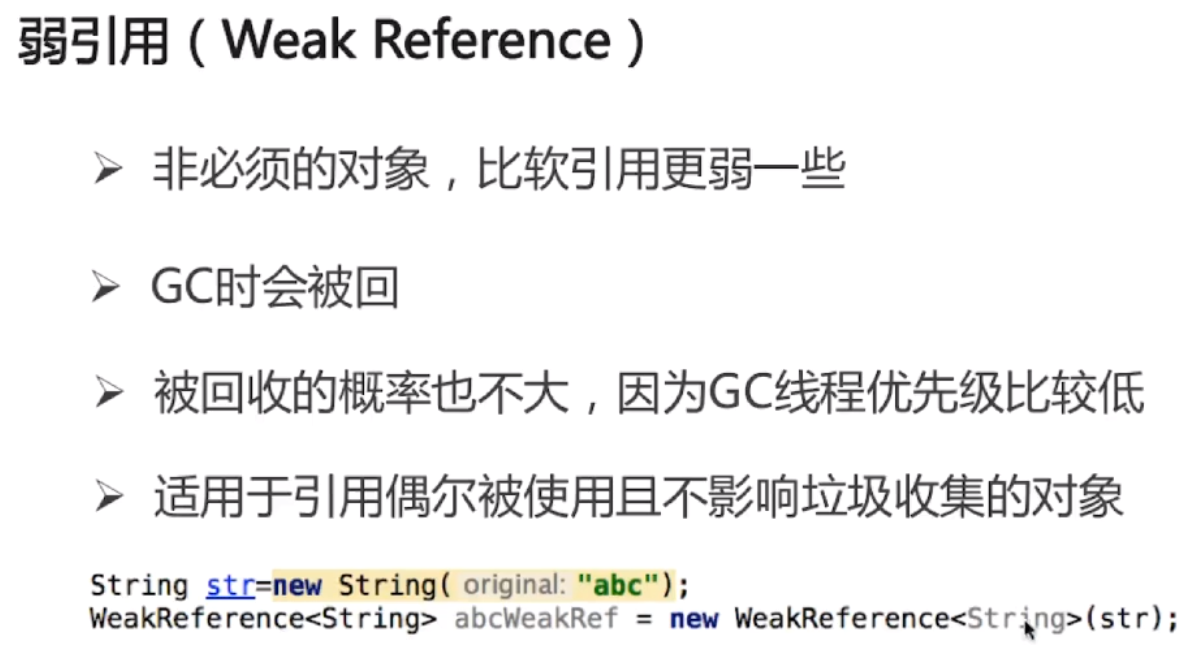 弱引用（Weak Reference）
➢ 非必须的对象，比软引用更弱一些
➢ GC时会被回
➢ 被回收的概率也不大，因为GC线程优先级比较低
➢ 适用于引用偶尔被使用且不影响垃圾收集的对象
String str=new String( original: "abc");
WeakReference<String> abcWeakRef = new WeakReference<String>(str);